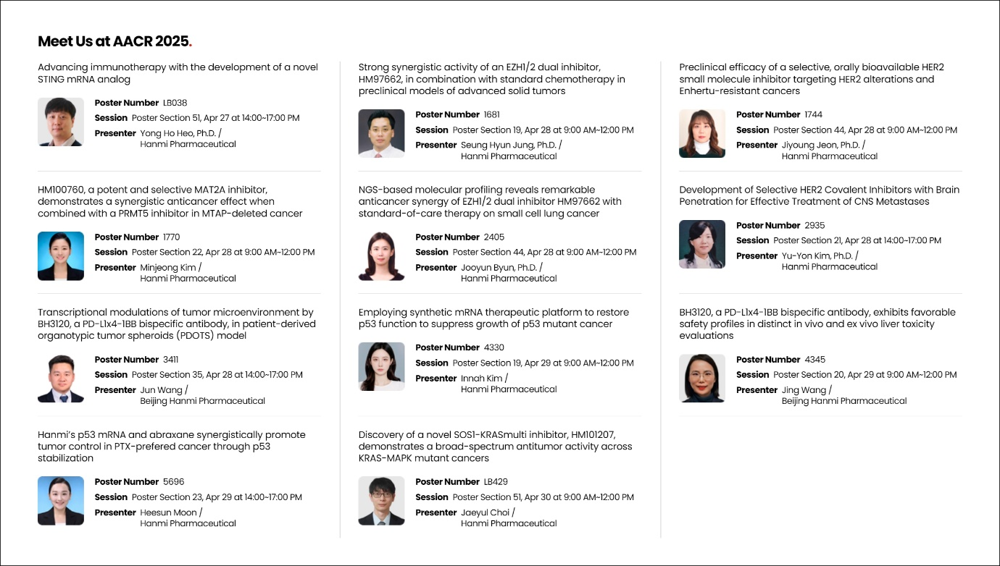 Meet Us at AACR 2025.
Advancing immunotherapy with the development of a novel
STING mRNA analog
Poster Number LB038
Session Poster Section 51, Apr 27 at 14:00~17:00 PM
Presenter Yong Ho Heo, Ph.D. /
Hanmi Pharmaceutical
Strong synergistic activity of an EZH1/2 dual inhibitor,
HM97662, in combination with standard chemotherapy in
preclinical models of advanced solid tumors
Poster Number 1681
Session Poster Section 19, Apr 28 at 9:00 AM~12:00 PM
Presenter Seung Hyun Jung, Ph.D. /
Hanmi Pharmaceutical
Preclinical efficacy of a selective, orally bioavailable HER2
small molecule inhibitor targeting HER2 alterations and
Enhertu-resistant cancers
Poster Number 1744
Session Poster Section 44, Apr 28 at 9:00 AM~12:00 PM
Presenter Jiyoung Jeon, Ph.D. /
Hanmi Pharmaceutical
HM100760, a potent and selective MAT2A inhibitor,
demonstrates a synergistic anticancer effect when
combined with a PRMT5 inhibitor in MTAP-deleted cancer
Poster Number 1770
Session Poster Section 22, Apr 28 at 9:00 AM~12:00 PM
Presenter Minjeong Kim /
Hanmi Pharmaceutical
NGS-based molecular profiling reveals remarkable
anticancer synergy of EZH1/2 dual inhibitor HM97662 with
standard-of-care therapy on small cell lung cancer
Poster Number 2405
Session Poster Section 44, Apr 28 at 9:00 AM~12:00 PM
Presenter Jooyun Byun, Ph.D. /
Hanmi Pharmaceutical
Development of Selective HER2 Covalent Inhibitors with Brain
Penetration for Effective Treatment of CNS Metastases
Poster Number 2935
Session Poster Section 21, Apr 28 at 14:00~17:00 PM
Presenter Yu-Yon Kim, Ph.D. /
Hanmi Pharmaceutical
Transcriptional modulations of tumor microenvironment by
BH3120, a PD-L1x4-1BB bispecific antibody, in patient-derived
organotypic tumor spheroids (PDOTS) model
Poster Number 3411
Session Poster Section 35, Apr 28 at 14:00~17:00 PM
Presenter Jun Wang /
Beijing Hanmi Pharmaceutical
Employing synthetic mRNA therapeutic platform to restore
p53 function to suppress growth of p53 mutant cancer
Poster Number 4330
Session Poster Section 19, Apr 29 at 9:00 AM~12:00 PM
Presenter Innah Kim /
Hanmi Pharmaceutical
BH3120, a PD-L1x4-1BB bispecific antibody, exhibits favorable
safety profiles in distinct in vivo and ex vivo liver toxicity
evaluations
Poster Number 4345
Session Poster Section 20, Apr 29 at 9:00 AM~12:00 PM
Presenter Jing Wang /
Beijing Hanmi Pharmaceutical
Hanmi's p53 mRNA and abraxane synergistically promote
tumor control in PTX-prefered cancer through p53
stabilization
Poster Number 5696
Session Poster Section 23, Apr 29 at 14:00~17:00 PM
Presenter Heesun Moon /
Hanmi Pharmaceutical
Discovery of a novel SOS1-KRASmulti inhibitor, HM101207,
demonstrates a broad-spectrum antitumor activity across
KRAS-MAPK mutant cancers
Poster Number LB429
Session Poster Section 51, Apr 30 at 9:00 AM~12:00 PM
Presenter Jaeyul Choi /
Hanmi Pharmaceutical